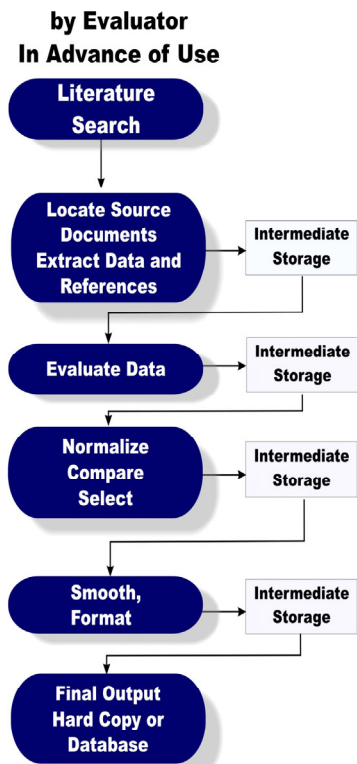 by Evaluator
In Advance of Use
Literature
Search
Locate Source
Documents
Extract Data and
References
Intermediate
Storage
Evaluate Data
Intermediate
Storage
Normalize
Compare
Select
Intermediate
Storage
Smooth,
Format
Intermediate
Storage
Final Output
Hard Copy or
Database